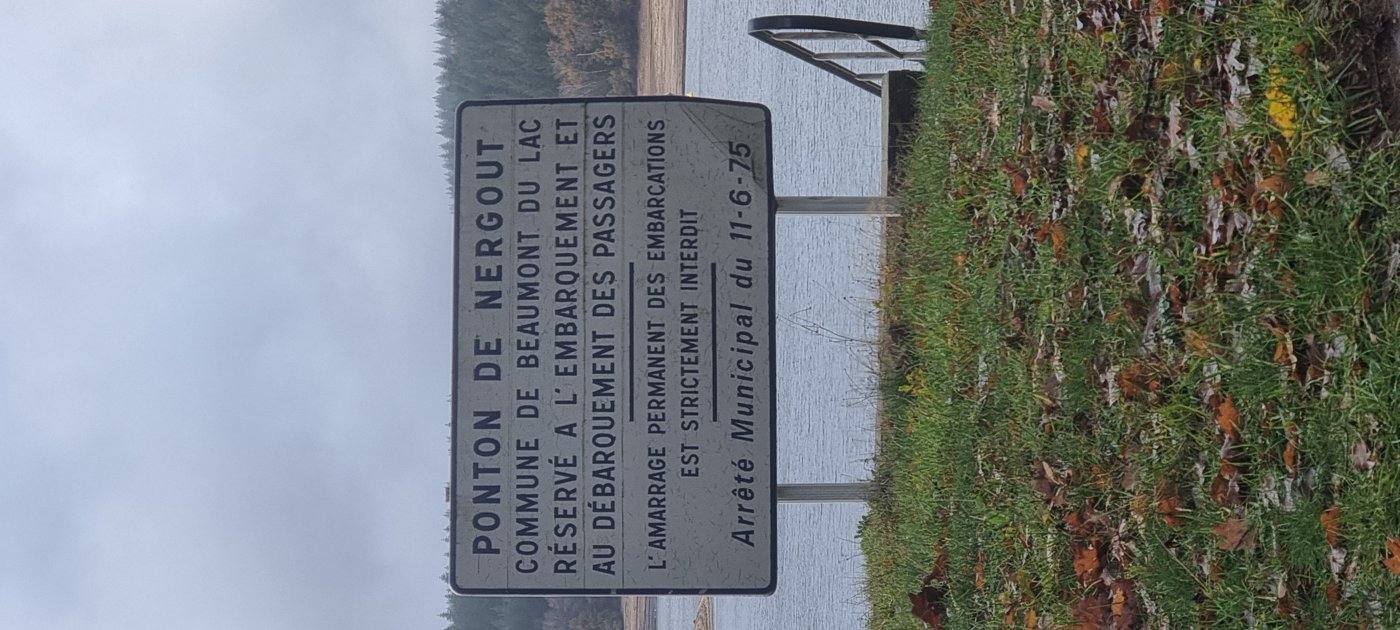 PONTON DE NERGOUT
COMMUNE DE BEAUMONT DU LAC
RÉSERVÉ A L'EMBARQUEMENT ET
AU DÉBARQUEMENT DES PASSAGERS
L'AMARRAGE PERMANENT DES EMBARCATIONS
EST STRICTEMENT INTERDIT
Arrêté Municipal du 11-6-75